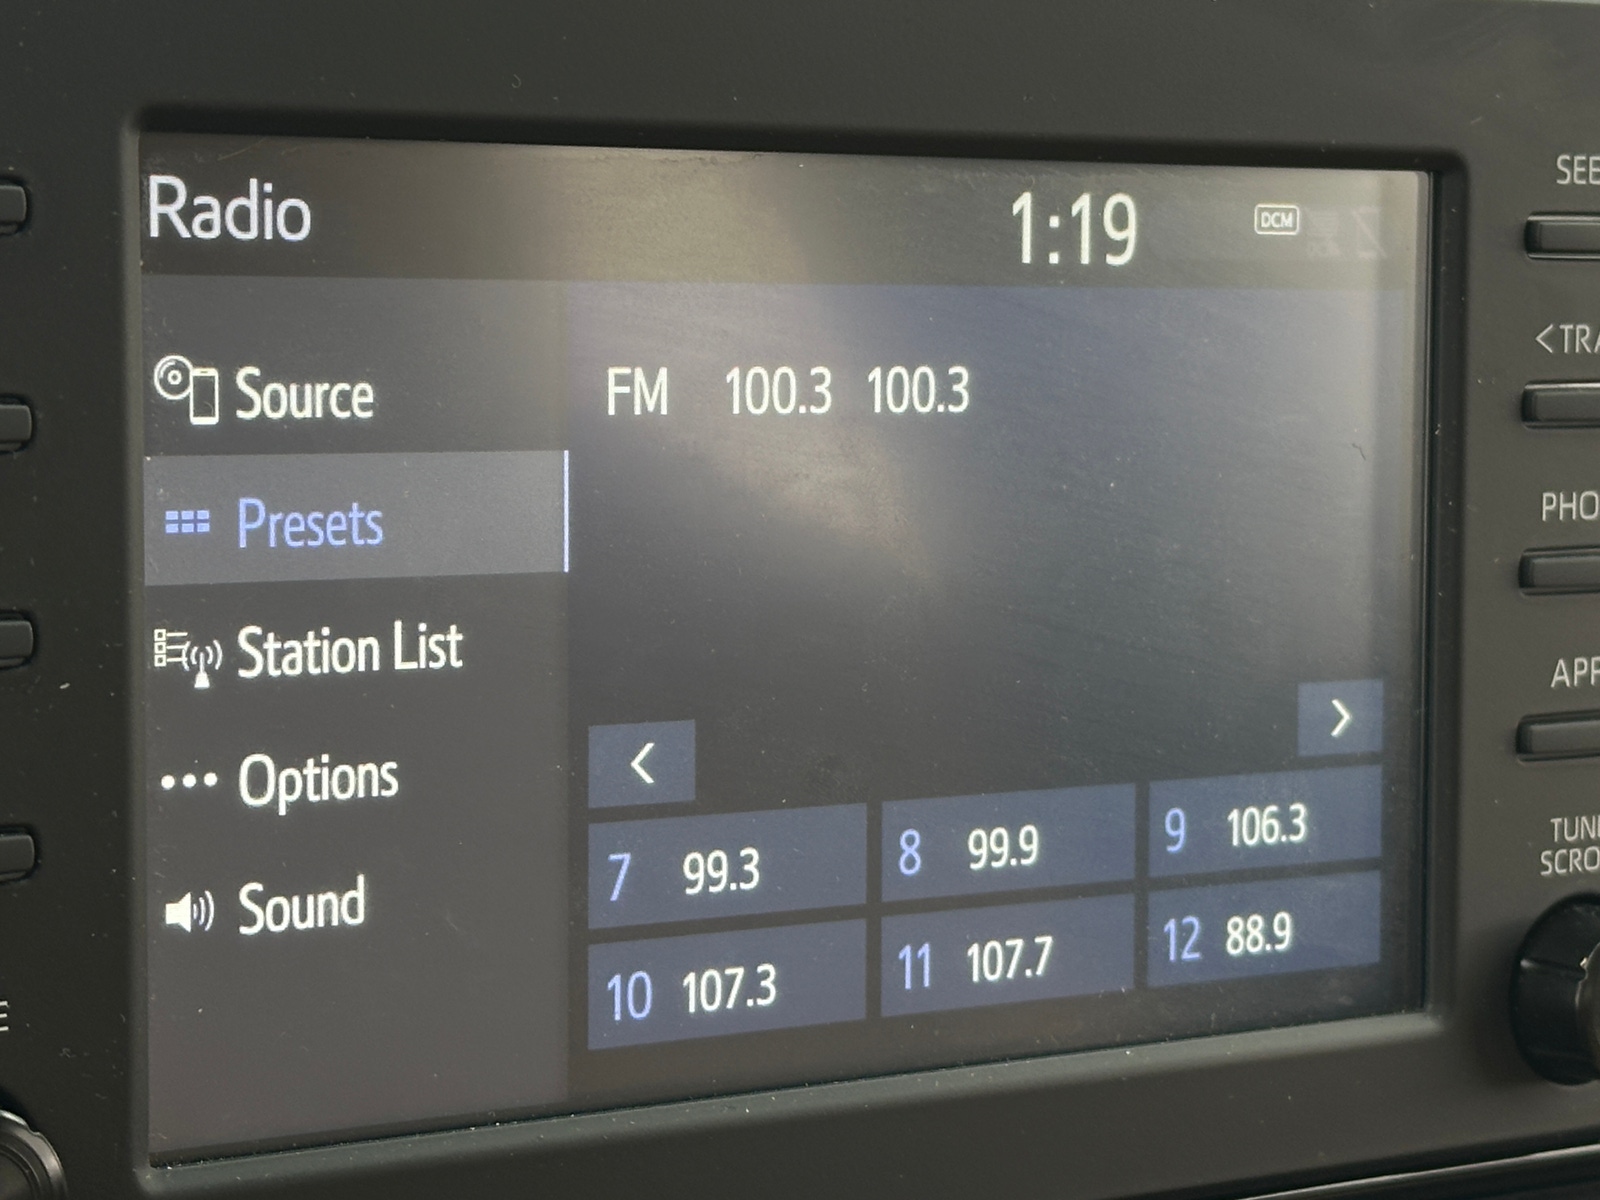 Radio 1:19 DCM
Source
Presets
Station List
Options
Sound
FM 100.3 100.3
<
>
7 99.3 8 99.9 9 106.3
10 107.3 11 107.7 12 88.9